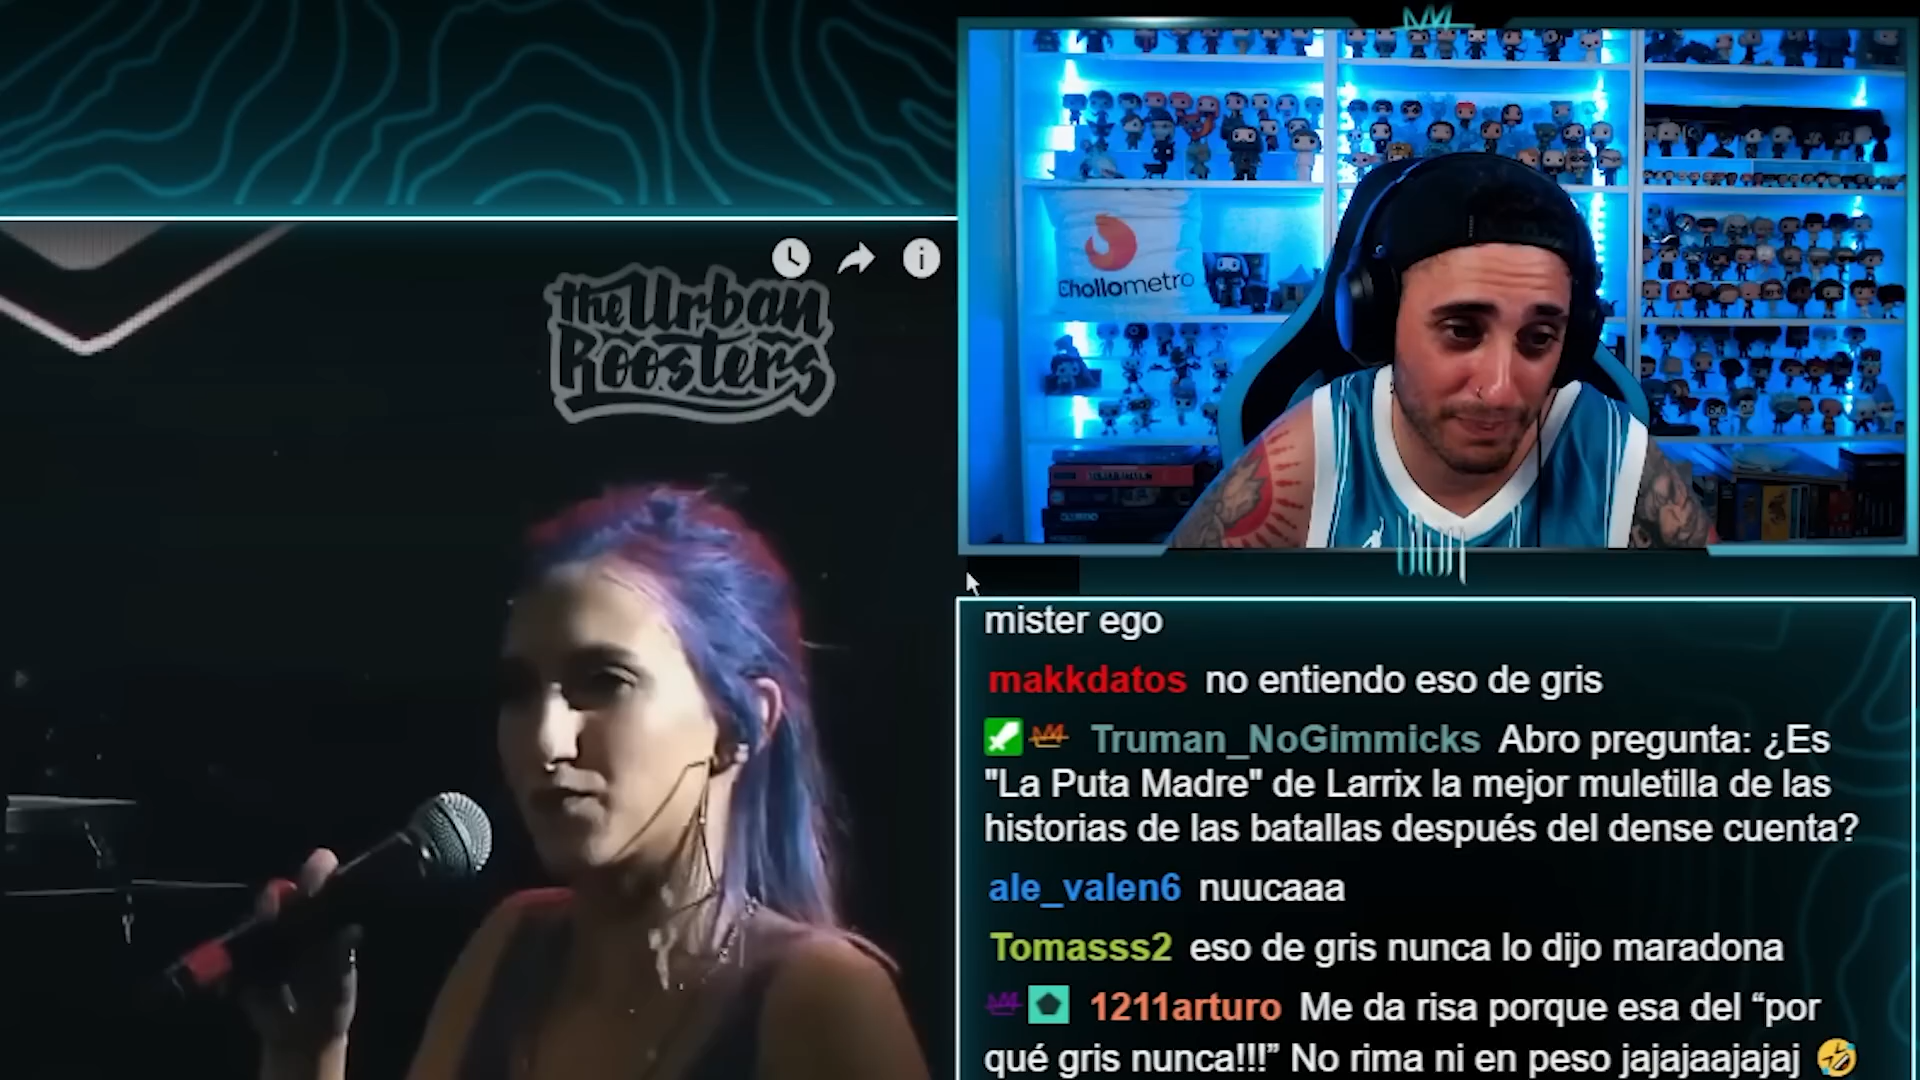 the Urban
Roosters
Chollometro
mister ego
makkdatos no entiendo eso de gris
Truman_NoGimmicks Abro pregunta: ¿Es
"La Puta Madre" de Larrix la mejor muletilla de las
historias de las batallas después del dense cuenta?
ale_valen6 nuucaaa
Tomasss2 eso de gris nunca lo dijo maradona
1211arturo Me da risa porque esa del “por
qué gris nunca!!!” No rima ni en peso jajajaajajaj 🤣